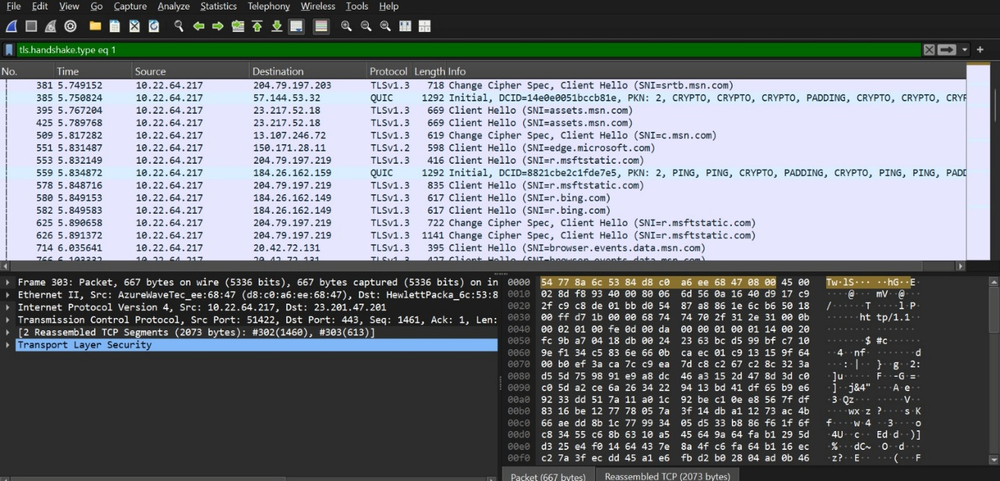 File Edit View Go Capture Analyze Statistics Telephony Wireless Tools Help
tls.handshake.type eq 1
No. Time Source Destination Protocol Length Info
381 5.749152 10.22.64.217 204.79.197.203 TLSv1.3 718 Change Cipher Spec, Client Hello (SNI=srtb.msn.com)
385 5.750824 10.22.64.217 57.144.53.32 QUIC 1292 Initial, DCID=14e0e0051bccb81e, PKN: 2, CRYPTO, CRYPTO, CRYPTO, PADDING, CRYPTO, CRYPTO, CRYP
395 5.767204 10.22.64.217 23.217.52.18 TLSv1.3 669 Client Hello (SNI=assets.msn.com)
425 5.789768 10.22.64.217 23.217.52.18 TLSv1.3 669 Client Hello (SNI=assets.msn.com)
509 5.817282 10.22.64.217 13.107.246.72 TLSv1.3 619 Change Cipher Spec, Client Hello (SNI=c.msn.com)
551 5.831487 10.22.64.217 150.171.28.11 TLSv1.2 598 Client Hello (SNI=edge.microsoft.com)
553 5.832149 10.22.64.217 204.79.197.219 TLSv1.3 416 Client Hello (SNI=r.msftstatic.com)
559 5.834872 10.22.64.217 184.26.162.159 QUIC 1292 Initial, DCID=8821cbe2c1fde7e5, PKN: 2, PING, PING, CRYPTO, PADDING, CRYPTO, PING, PING, PADD
578 5.848716 10.22.64.217 204.79.197.219 TLSv1.3 835 Client Hello (SNI=r.msftstatic.com)
580 5.849153 10.22.64.217 184.26.162.149 TLSv1.3 617 Client Hello (SNI=r.bing.com)
582 5.849583 10.22.64.217 184.26.162.149 TLSv1.3 617 Client Hello (SNI=r.bing.com)
625 5.890658 10.22.64.217 204.79.197.219 TLSv1.3 722 Change Cipher Spec, Client Hello (SNI=r.msftstatic.com)
626 5.891372 10.22.64.217 204.79.197.219 TLSv1.3 1141 Change Cipher Spec, Client Hello (SNI=r.msftstatic.com)
714 6.035641 10.22.64.217 20.42.72.131 TLSv1.3 395 Client Hello (SNI=browser.events.data.msn.com)
766 6.103332 10.22.64.217 20.42.72.131 TLSv1.3 427 Client Hello (SNI=browser.events.data.msn.com)
Frame 303: Packet, 667 bytes on wire (5336 bits), 667 bytes captured (5336 bits) on in
Ethernet II, Src: AzureWaveTec_ee:68:47 (d8:c0:a6:ee:68:47), Dst: HewlettPacka_6c:53:8
Internet Protocol Version 4, Src: 10.22.64.217, Dst: 23.201.47.201
Transmission Control Protocol, Src Port: 51422, Dst Port: 443, Seq: 1461, Ack: 1, Len:
[2 Reassembled TCP Segments (2073 bytes): #302(1460), #303(613)]
Transport Layer Security
0000 54 77 8a 6c 53 84 d8 c0 a6 ee 68 47 08 00 45 00 Tw·lS·····hG··E·
0010 02 8d f8 93 40 00 80 06 6d 56 0a 16 40 d9 17 c9 ····@···mV··@···
0020 2f c9 c8 de 01 bb d0 54 87 a8 86 1e 6c b6 50 18 /······T····l·P·
0030 00 ff d7 1b 00 00 68 74 74 70 2f 31 2e 31 00 0b ······http/1.1··
0040 00 02 01 00 fe 0d 00 da 00 00 01 00 01 14 00 20
0050 fc 9b a7 04 18 db 00 24 23 63 bc d5 99 bf c7 10 ·······$#c······
0060 9e f1 34 c5 83 6e 66 0b ca ec 01 c9 13 15 9f 64 ··4··nf········d
0070 00 b0 ef 3a ca 7c c9 ea 7d c8 c2 67 c2 8c 32 3a ···:·|··}··g··2:
0080 d5 5d 75 98 91 e9 a8 dc 46 a3 15 2d 47 8d 3d c0 ·]u·····F··-G·=·
0090 c0 5d a2 ce 6a 26 34 22 94 13 bd 41 df 65 b9 e6 ·]··j&4"···A·e··
00a0 92 33 dd 51 7a 11 a0 1c 92 be c1 0e e8 56 7f df ·3·Qz········V··
00b0 83 16 be 12 77 78 05 7a 3f 14 db a1 12 73 ac 4b ····wx·z?····s·K
00c0 66 ae dd 8b 1c 77 99 34 05 d5 33 b8 86 f6 1f 6f f····w·4··3····o
00d0 c8 34 55 c6 8b 63 10 a5 45 64 9a 64 fa b1 29 5d ·4U··c··Ed·d··)]
00e0 d3 25 e4 f0 14 64 43 7e 8a 4f c6 fa 64 b1 16 ec ·%···dC~·O··d···
00f0 c2 7a 3f ec dd 45 a1 e6 fb d2 b0 28 04 ad 0b 46 ·z?··E·····(···F
Packet (667 bytes) Reassembled TCP (2073 bytes)